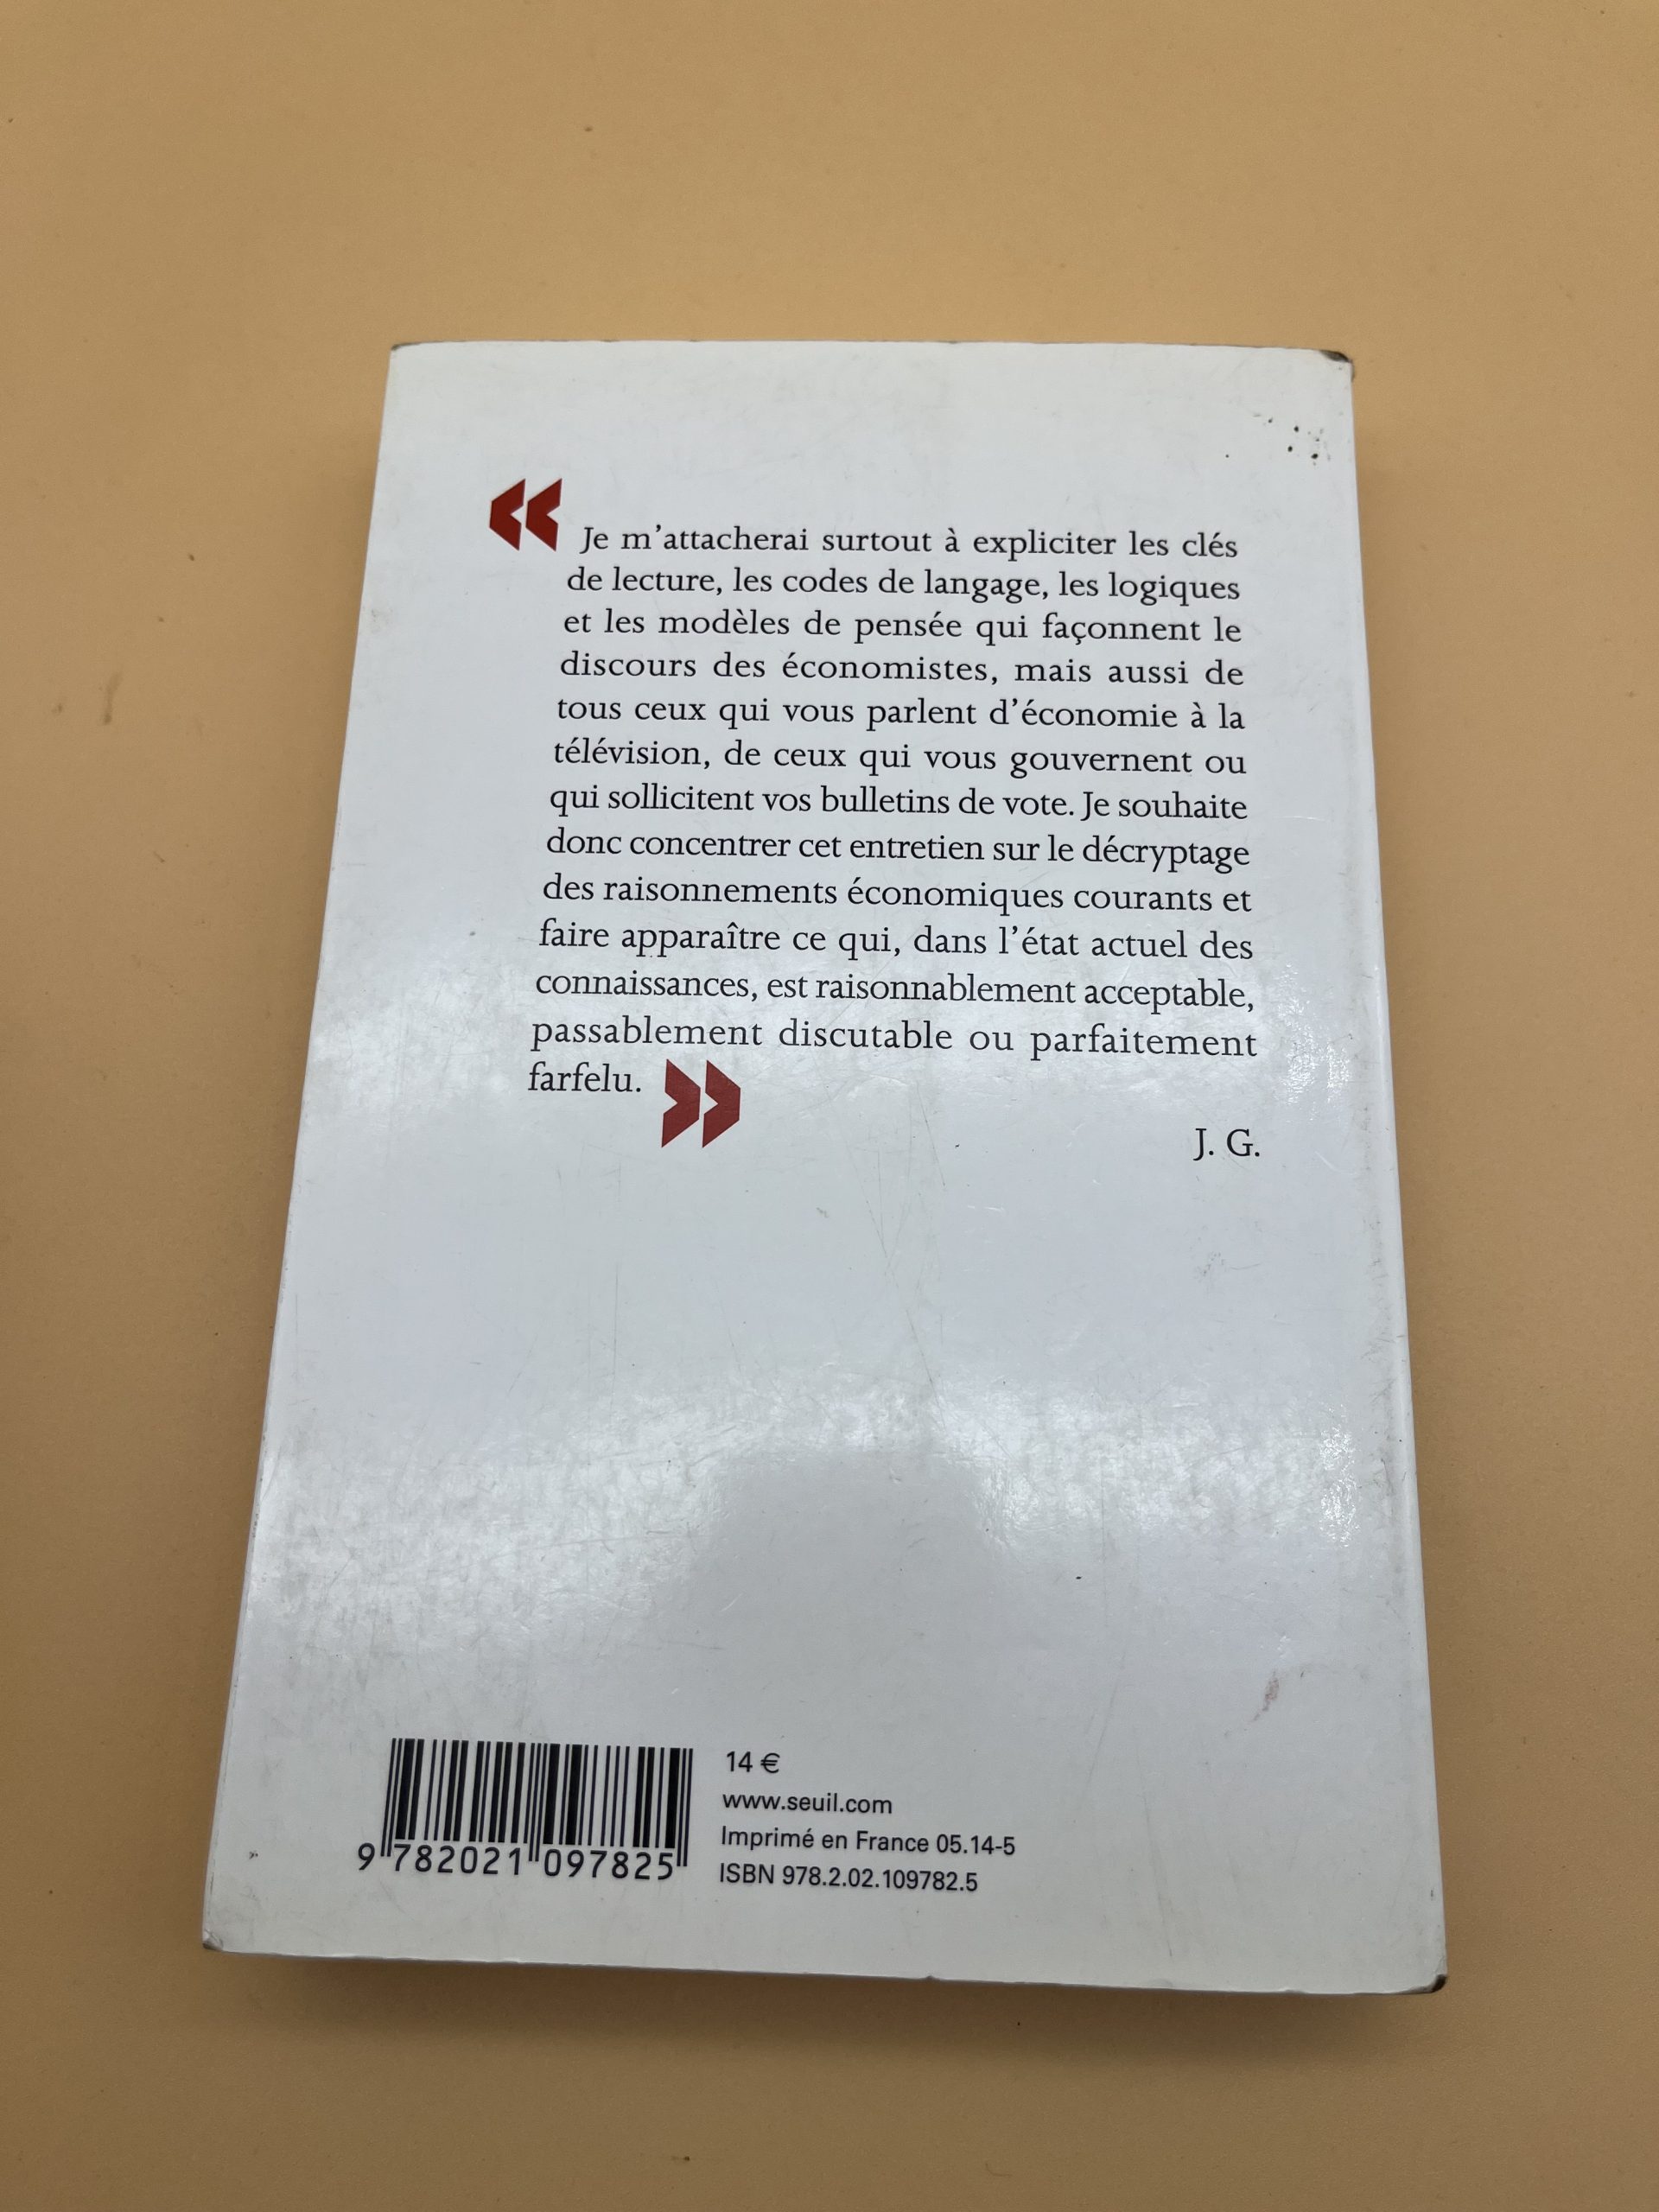 « Je m’attacherai surtout à expliciter les clés
de lecture, les codes de langage, les logiques
et les modèles de pensée qui façonnent le
discours des économistes, mais aussi de
tous ceux qui vous parlent d’économie à la
télévision, de ceux qui vous gouvernent ou
qui sollicitent vos bulletins de vote. Je souhaite
donc concentrer cet entretien sur le décryptage
des raisonnements économiques courants et
faire apparaître ce qui, dans l’état actuel des
connaissances, est raisonnablement acceptable,
passablement discutable ou parfaitement
farfelu. »
J. G.
14 €
www.seuil.com
Imprimé en France 05.14-5
ISBN 978.2.02.109782.5
9 782021 097825